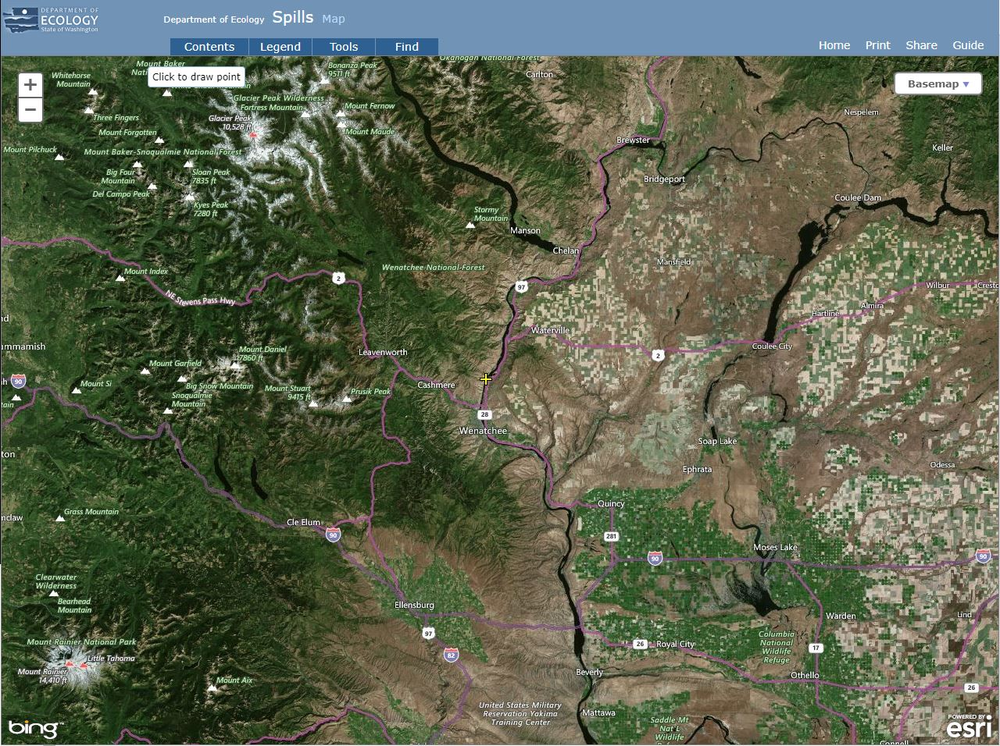 DEPARTMENT OF
ECOLOGY
State of Washington
Department of Ecology Spills Map
Contents Legend Tools Find
Home Print Share Guide
+
−
Click to draw point
Basemap ▼
Okanogan National Forest
Mount Baker
Bonanza Peak
9511 ft
Carlton
Whitehorse
Mountain
Glacier Peak Wilderness
Fortress Mountain
Mount Fernow
Three Fingers
Glacier Peak
10,528 ft
Mount Maude
Nespelem
Mount Forgotten
Brewster
Mount Pilchuck
Mount Baker-Snoqualmie National Forest
Keller
Big Four
Mountain
Sloan Peak
7835 ft
Bridgeport
Del Campo Peak
Kyes Peak
7280 ft
Coulee Dam
Stormy
Mountain
Manson
Chelan
Mansfield
Wenatchee National Forest
Mount Index
2
97
Wilbur
Crestc
NE Stevens Pass Hwy
Almira
Hartline
nd
Waterville
ammamish
Coulee City
Mount Daniel
7860 ft
Leavenworth
2
Mount Garfield
90
Mount Si
Big Snow Mountain
Snoqualmie
Mountain
Mount Stuart
9415 ft
Prusik Peak
Cashmere
tain
28
Wenatchee
Soap Lake
ton
Ephrata
Odessa
Quincy
mclaw
Grass Mountain
Cle Elum
90
281
Moses Lake
90
90
Clearwater
Wilderness
Bearhead
Mountain
Ellensburg
Warden
Lind
97
Mount Rainier National Park
Little Tahoma
Mount Rainier
14,410 ft
82
26
Royal City
Columbia
National
Wildlife
Refuge
17
Othello
Beverly
Mount Aix
26
United States Military
Reservation Yakima
Training Center
Mattawa
Saddle Mt
Nat'L
Wildlife
Connell
bing™
POWERED BY
esri